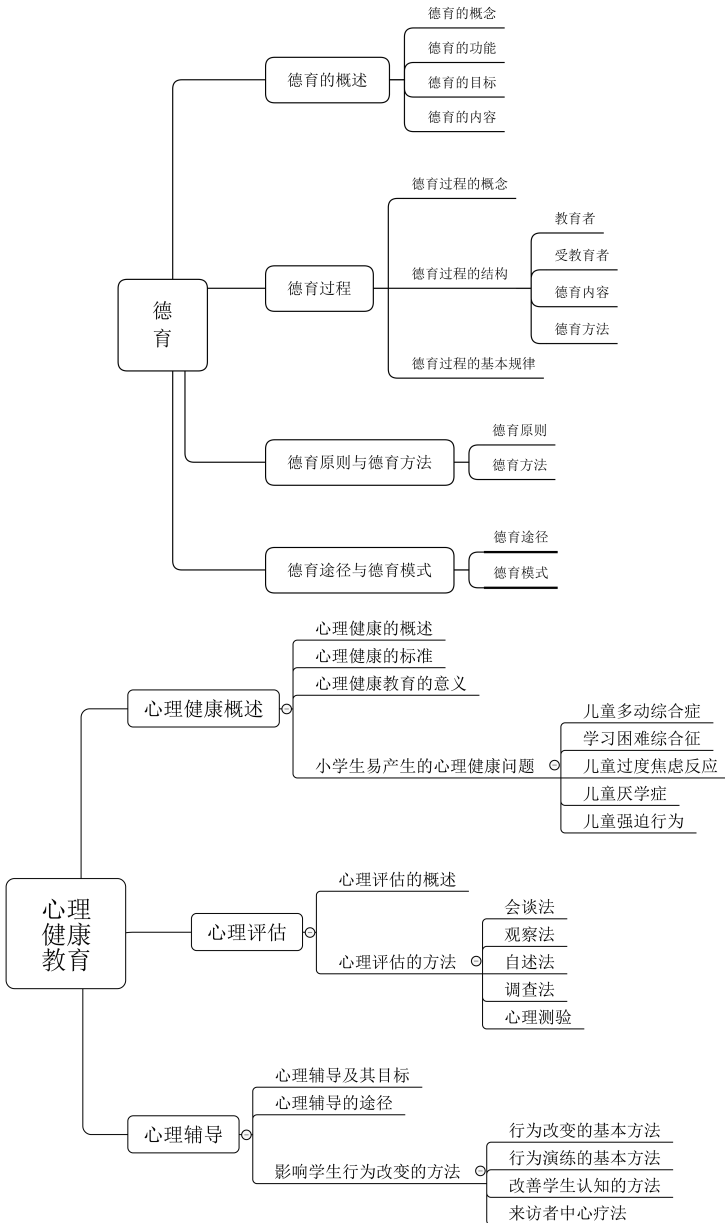 德育的概念
德育的功能
德育的概述
德育的目标
德育的内容
德育过程的概念
教育者
受教育者
德育过程的结构
德育过程
德育内容
德
育
德育方法
德育过程的基本规律
德育原则
德育原则与德育方法
德育方法
德育途径
德育途径与德育模式
德育模式
心理健康的概述
心理健康的标准
心理健康教育的意义
心理健康概述
儿童多动综合症
学习困难综合征
小学生易产生的心理健康问题
儿童过度焦虑反应
儿童厌学症
儿童强迫行为
心理评估的概述
心理
健康
教育
会谈法
心理评估
观察法
心理评估的方法
自述法
调查法
心理测验
心理辅导及其目标
心理辅导的途径
心理辅导
行为改变的基本方法
行为演练的基本方法
影响学生行为改变的方法
改善学生认知的方法
来访者中心疗法